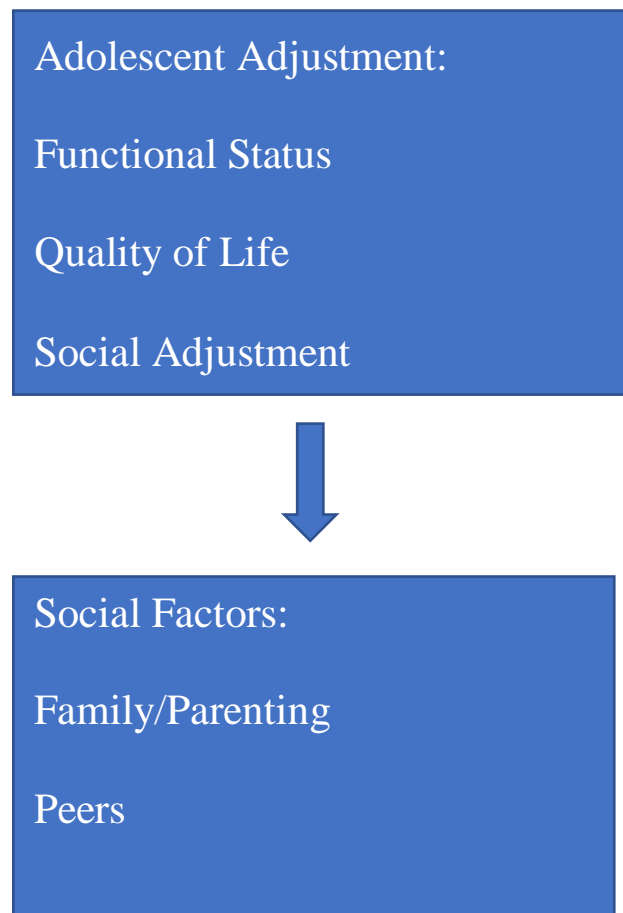 Adolescent Adjustment:
Functional Status
Quality of Life
Social Adjustment
Social Factors:
Family/Parenting
Peers